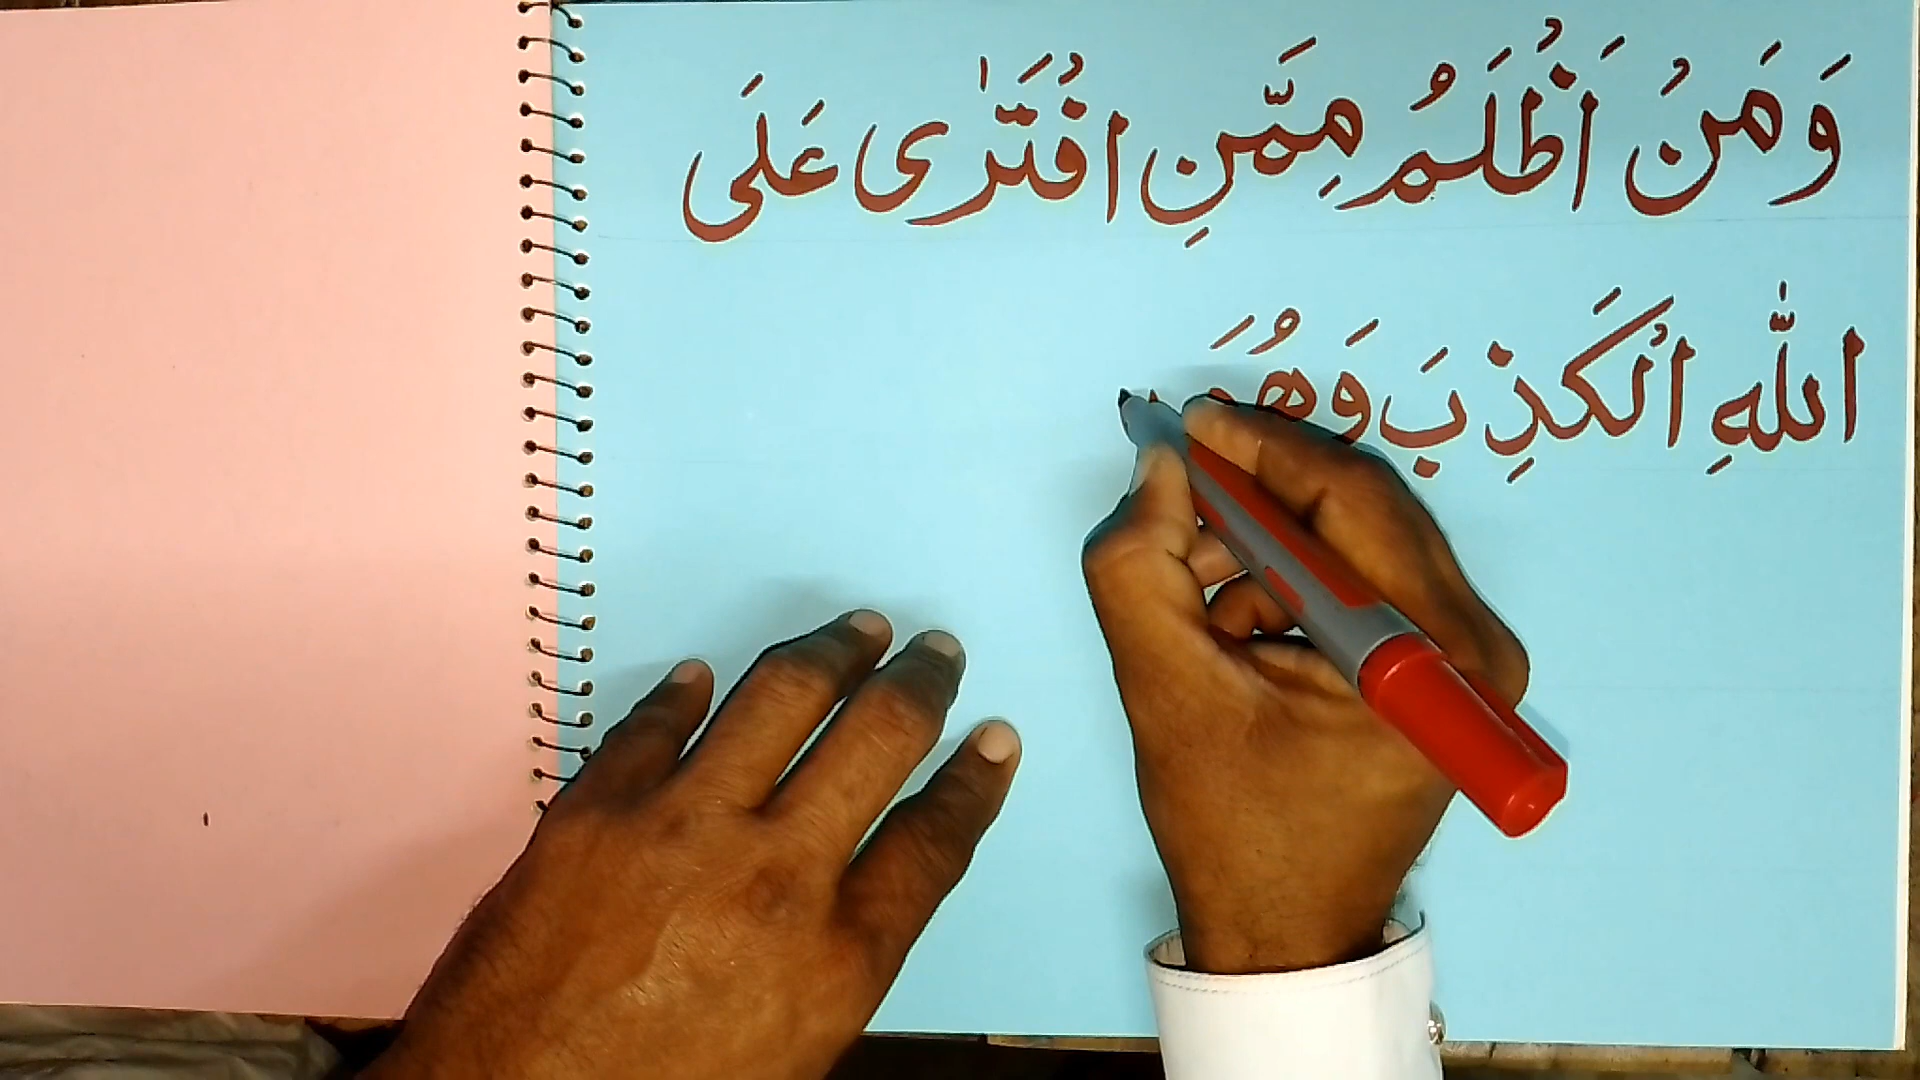 وَمَنْ اَظْلَمُ مِمَّنِ افْتَرٰى عَلَى
اللّٰهِ الْكَذِبَ وَهُوَ